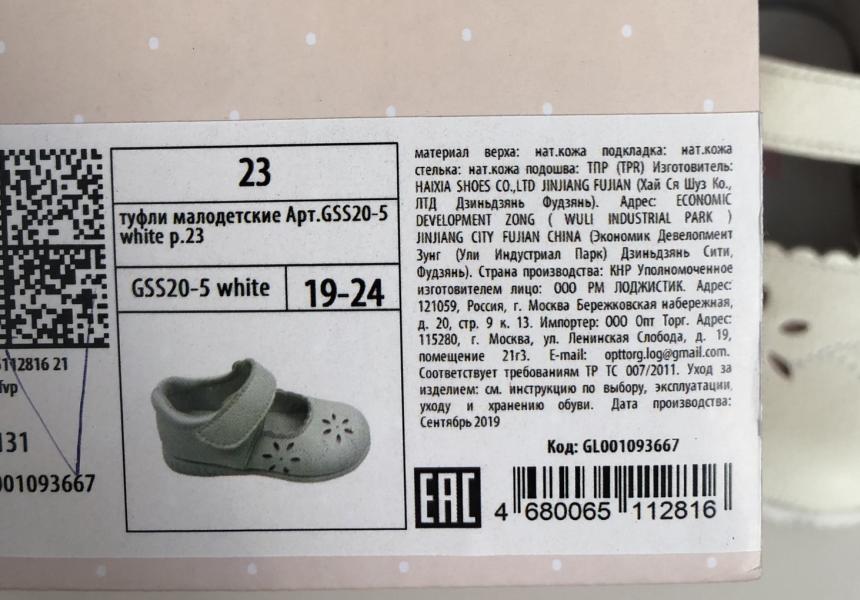 23
туфли малодетские Арт.GSS20-5
white р.23
GSS20-5 white
19-24
материал верха: нат.кожа подкладка: нат.кожа
стелька: нат.кожа подошва: ТПР (TPR) Изготовитель:
HAIXIA SHOES CO.,LTD JINJIANG FUJIAN (Хай Ся Шуз Ко.,
ЛТД Дзиньдзянь Фудзянь). Адрес: ECONOMIC
DEVELOPMENT ZONG ( WULI INDUSTRIAL PARK )
JINJIANG CITY FUJIAN CHINA (Экономик Девелопмент
Зунг (Ули Индустриал Парк) Дзиньдзянь Сити,
Фудзянь). Страна производства: КНР Уполномоченное
изготовителем лицо: ООО РМ ЛОДЖИСТИК. Адрес:
121059, Россия, г. Москва Бережковская набережная,
д. 20, стр. 9 к. 13. Импортер: ООО Опт Торг. Адрес:
115280, г. Москва, ул. Ленинская Слобода, д. 19,
помещение 21г3. E-mail: opttorg.log@gmail.com.
Соответствует требованиям ТР ТС 007/2011. Уход за
изделием: см. инструкцию по выбору, эксплуатации,
уходу и хранению обуви. Дата производства:
Сентябрь 2019
Код: GL001093667
EAC
4 680065 112816
112816 21
131
001093667